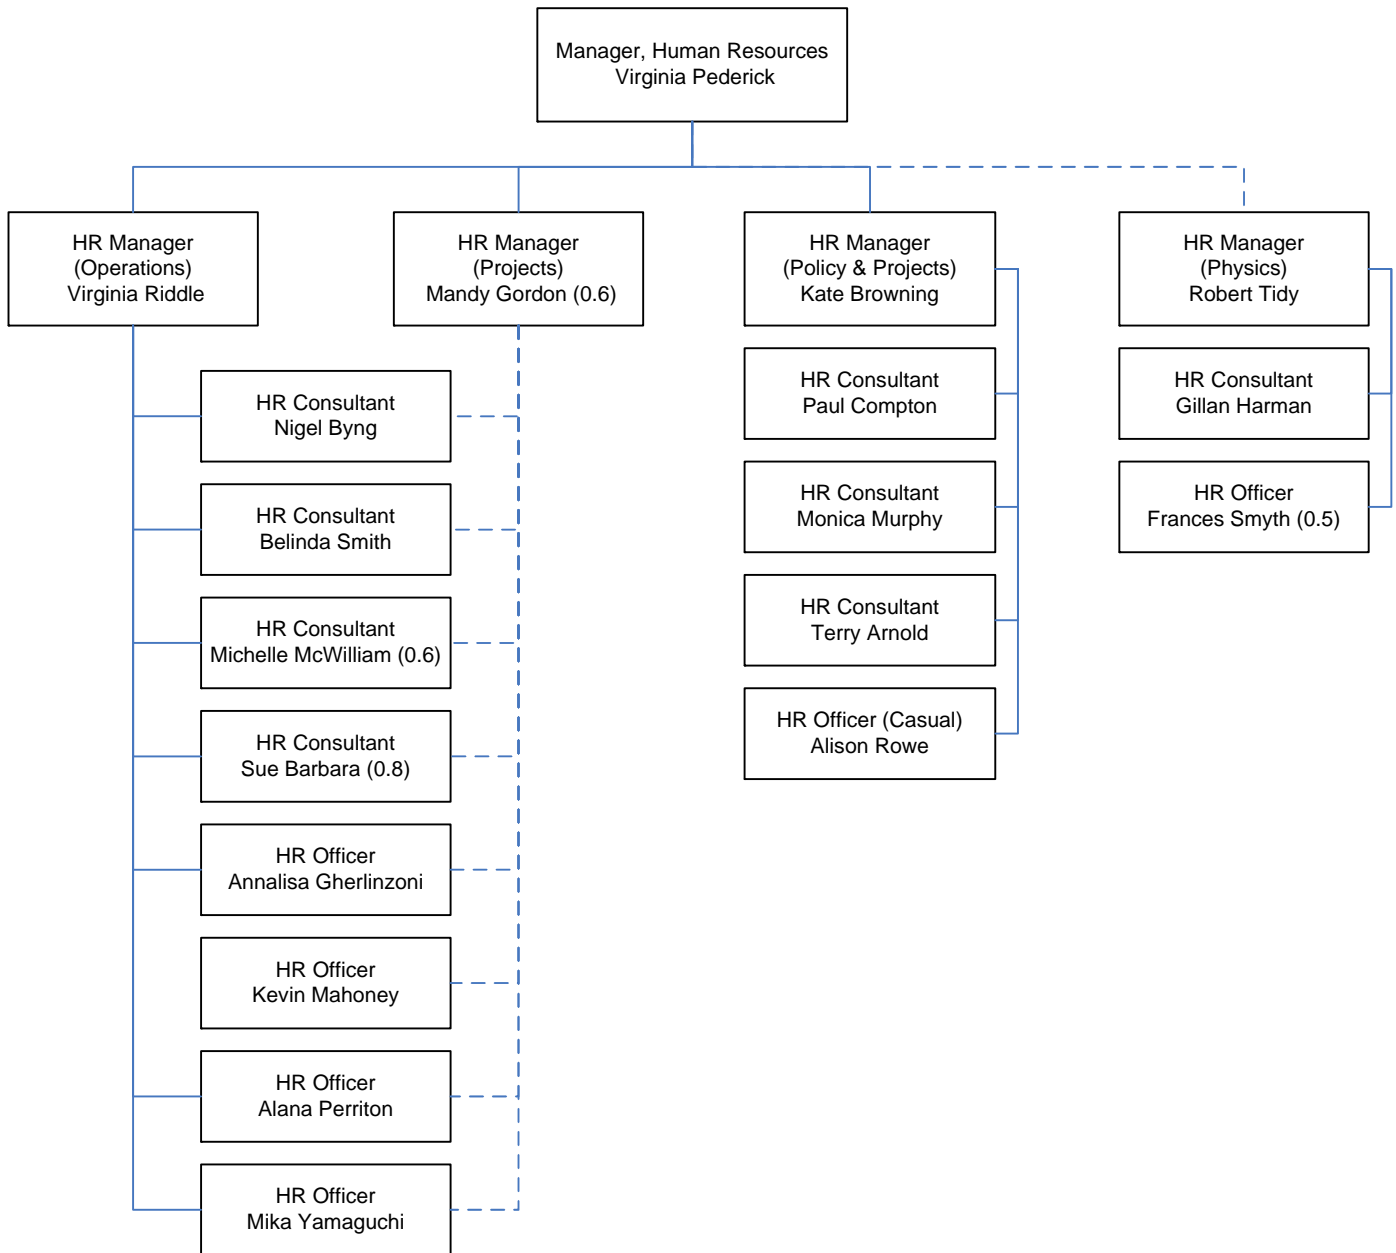 Manager, Human Resources
Virginia Pederick
HR Manager
(Operations)
Virginia Riddle
HR Manager
(Projects)
Mandy Gordon (0.6)
HR Manager
(Policy & Projects)
Kate Browning
HR Manager
(Physics)
Robert Tidy
HR Consultant
Nigel Byng
HR Consultant
Belinda Smith
HR Consultant
Michelle McWilliam (0.6)
HR Consultant
Sue Barbara (0.8)
HR Officer
Annalisa Gherlinzoni
HR Officer
Kevin Mahoney
HR Officer
Alana Perriton
HR Officer
Mika Yamaguchi
HR Consultant
Paul Compton
HR Consultant
Monica Murphy
HR Consultant
Terry Arnold
HR Officer (Casual)
Alison Rowe
HR Consultant
Gillan Harman
HR Officer
Frances Smyth (0.5)